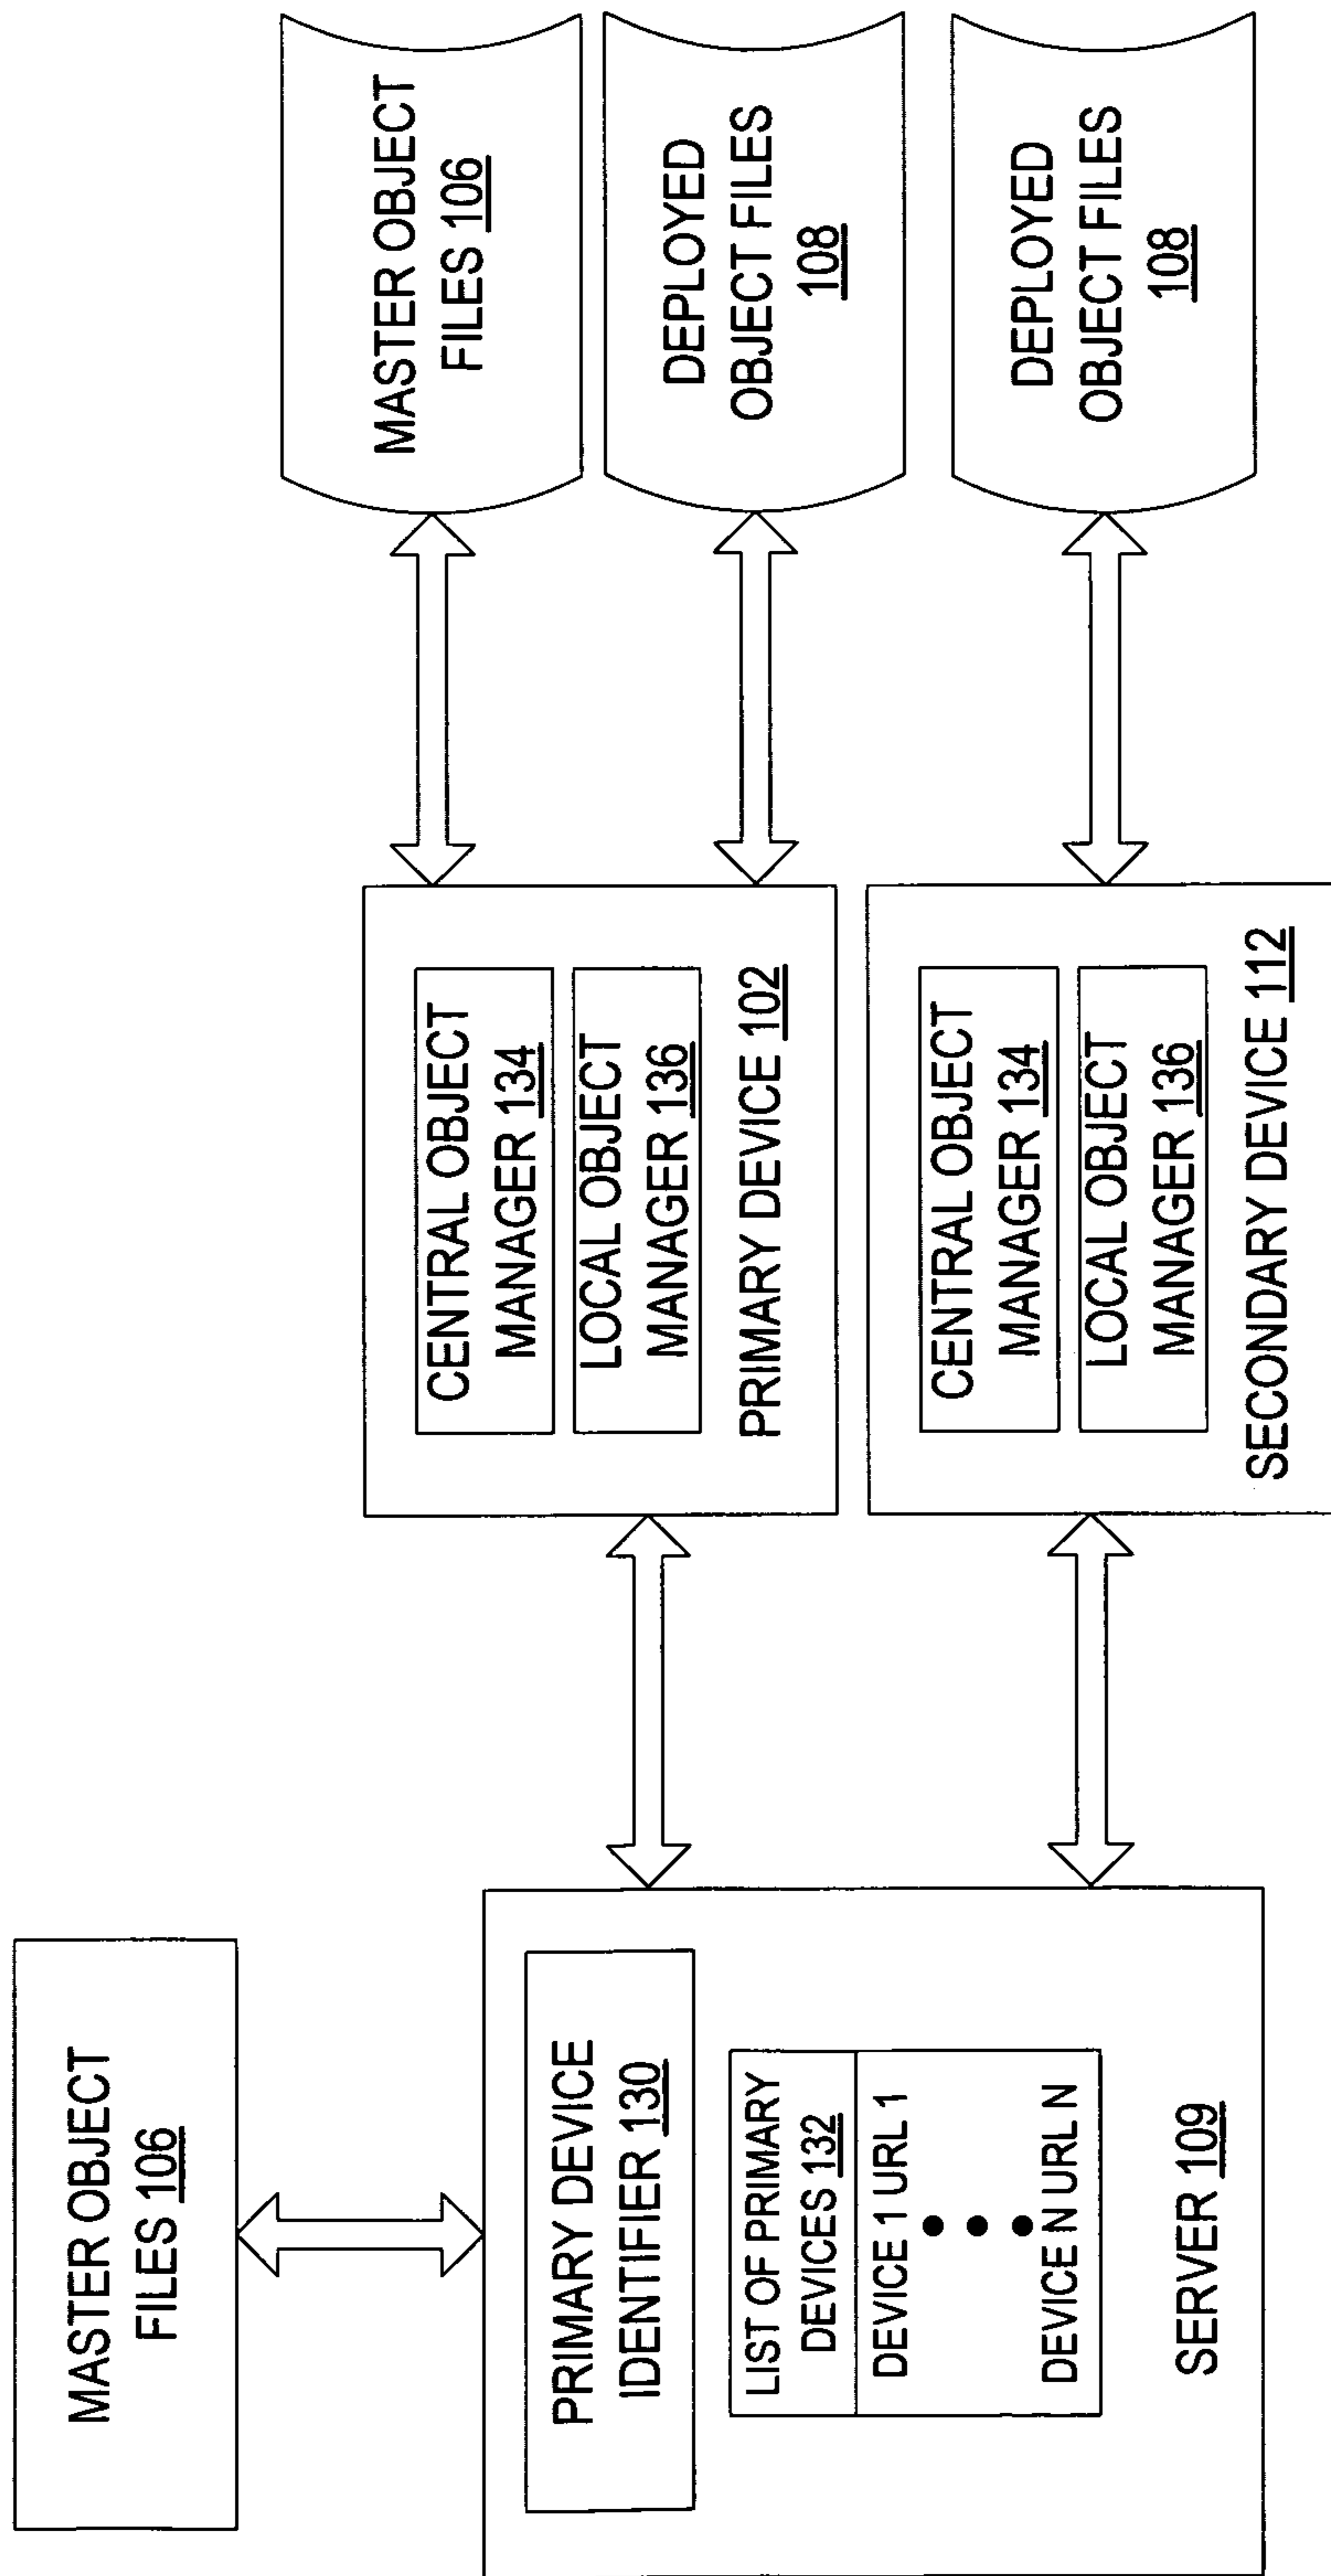 MASTER OBJECT
FILES 106
PRIMARY DEVICE
IDENTIFIER 130
LIST OF PRIMARY
DEVICES 132
DEVICE 1 URL 1
DEVICE N URL N
SERVER 109
CENTRAL OBJECT
MANAGER 134
LOCAL OBJECT
MANAGER 136
PRIMARY DEVICE 102
CENTRAL OBJECT
MANAGER 134
LOCAL OBJECT
MANAGER 136
SECONDARY DEVICE 112
MASTER OBJECT
FILES 106
DEPLOYED
OBJECT FILES
108
DEPLOYED
OBJECT FILES
108